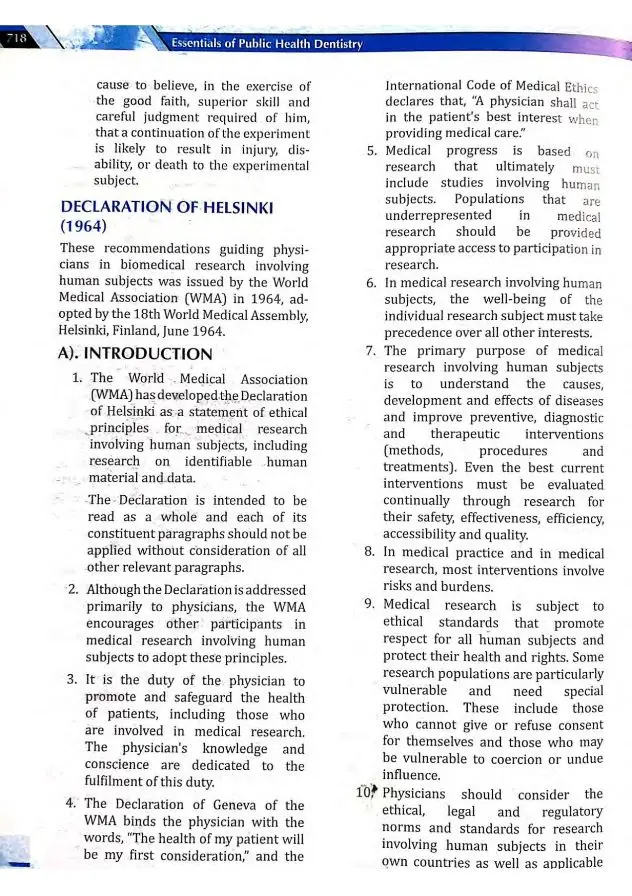 718
Essentials of Public Health Dentistry
cause to believe, in the exercise of
the good faith, superior skill and
careful judgment required of him,
that a continuation of the experiment
is likely to result in injury, dis-
ability, or death to the experimental
subject.
DECLARATION OF HELSINKI
(1964)
These recommendations guiding physi-
cians in biomedical research involving
human subjects was issued by the World
Medical Association (WMA) in 1964, ad-
opted by the 18th World Medical Assembly,
Helsinki, Finland, June 1964.
A). INTRODUCTION
1. The World Medical Association
(WMA) has developed the Declaration
of Helsinki as a statement of ethical
principles for medical research
involving human subjects, including
research on identifiable human
material and data.
The Declaration is intended to be
read as a whole and each of its
constituent paragraphs should not be
applied without consideration of all
other relevant paragraphs.
2. Although the Declaration is addressed
primarily to physicians, the WMA
encourages other participants in
medical research involving human
subjects to adopt these principles.
3. It is the duty of the physician to
promote and safeguard the health
of patients, including those who
are involved in medical research.
The physician's knowledge and
conscience are dedicated to the
fulfilment of this duty.
4. The Declaration of Geneva of the
WMA binds the physician with the
words, "The health of my patient will
be my first consideration," and the
International Code of Medical Ethics
declares that, "A physician shall act
in the patient's best interest when
providing medical care."
5. Medical progress is based on
research that ultimately must
include studies involving human
subjects. Populations that are
underrepresented in medical
research should be provided
appropriate access to participation in
research.
6. In medical research involving human
subjects, the well-being of the
individual research subject must take
precedence over all other interests.
7. The primary purpose of medical
research involving human subjects
is to understand the causes,
development and effects of diseases
and improve preventive, diagnostic
and therapeutic interventions
(methods, procedures and
treatments). Even the best current
interventions must be evaluated
continually through research for
their safety, effectiveness, efficiency,
accessibility and quality.
8. In medical practice and in medical
research, most interventions involve
risks and burdens.
9. Medical research is subject to
ethical standards that promote
respect for all human subjects and
protect their health and rights. Some
research populations are particularly
vulnerable and need special
protection. These include those
who cannot give or refuse consent
for themselves and those who may
be vulnerable to coercion or undue
influence.
10. Physicians should consider the
ethical, legal and regulatory
norms and standards for research
involving human subjects in their
own countries as well as applicable